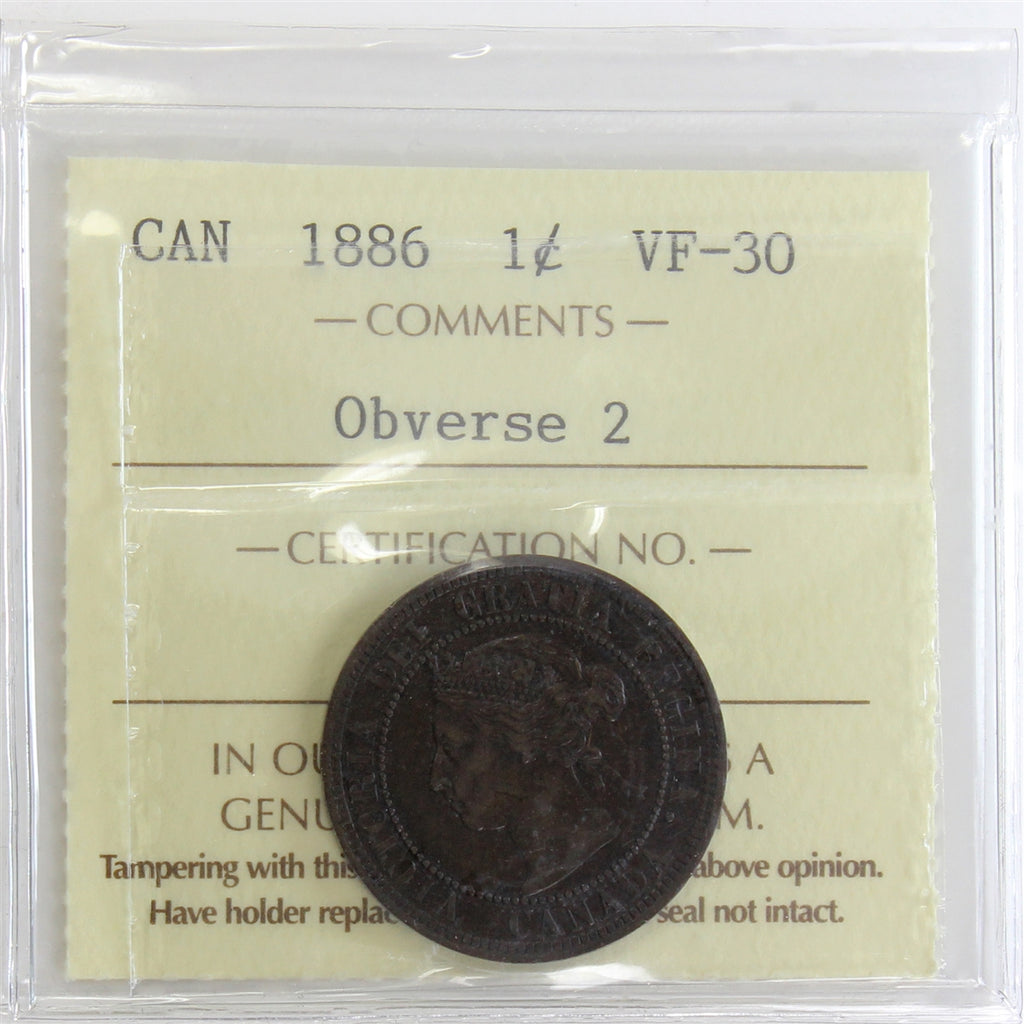 CAN 1886 1¢ VF-30
— COMMENTS —
Obverse 2
— CERTIFICATION NO. —
IN OU S A
GENU M.
Tampering with this above opinion.
Have holder replac seal not intact.
VICTORIA DEI GRATIA REGINA.
CANADA